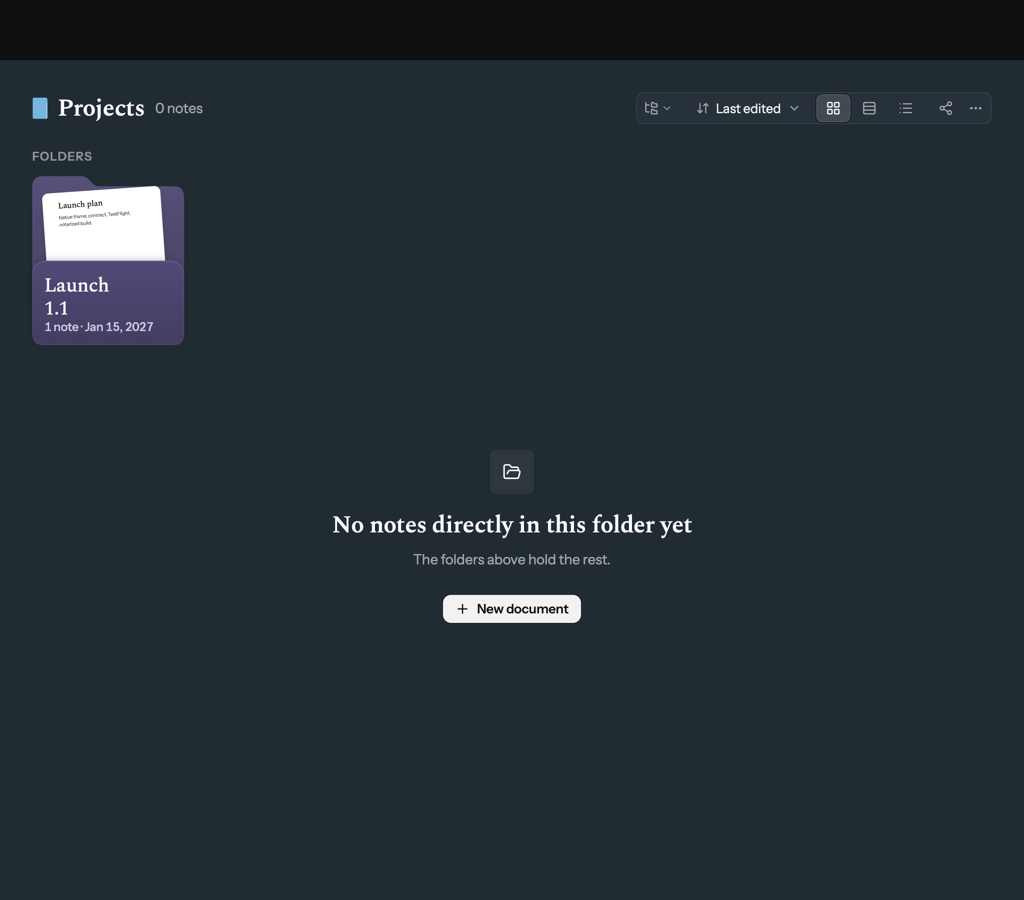 Projects 0 notes
Last edited
FOLDERS
Launch plan
Native frame, contract, TestFlight,
notarized build.
Launch
1.1
1 note · Jan 15, 2027
No notes directly in this folder yet
The folders above hold the rest.
New document